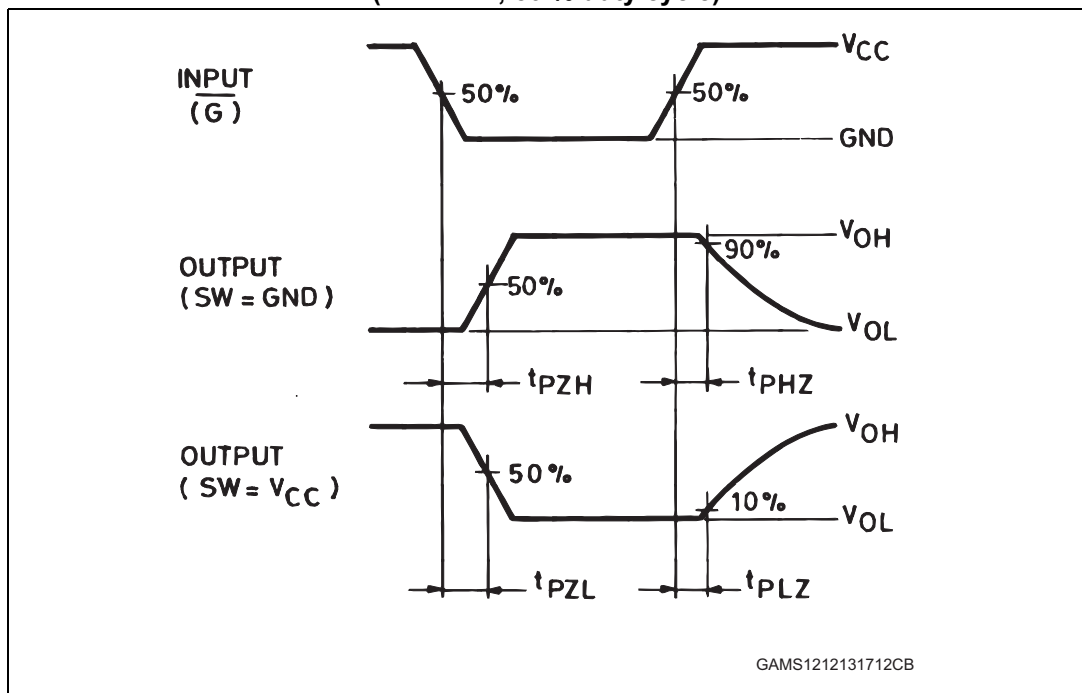 INPUT
(G̅)
50%
50%
VCC
GND
OUTPUT
(SW = GND)
50%
90%
VOH
VOL
tPZH
tPHZ
OUTPUT
(SW = VCC)
50%
10%
VOH
VOL
tPZL
tPLZ
GAMS1212131712CB